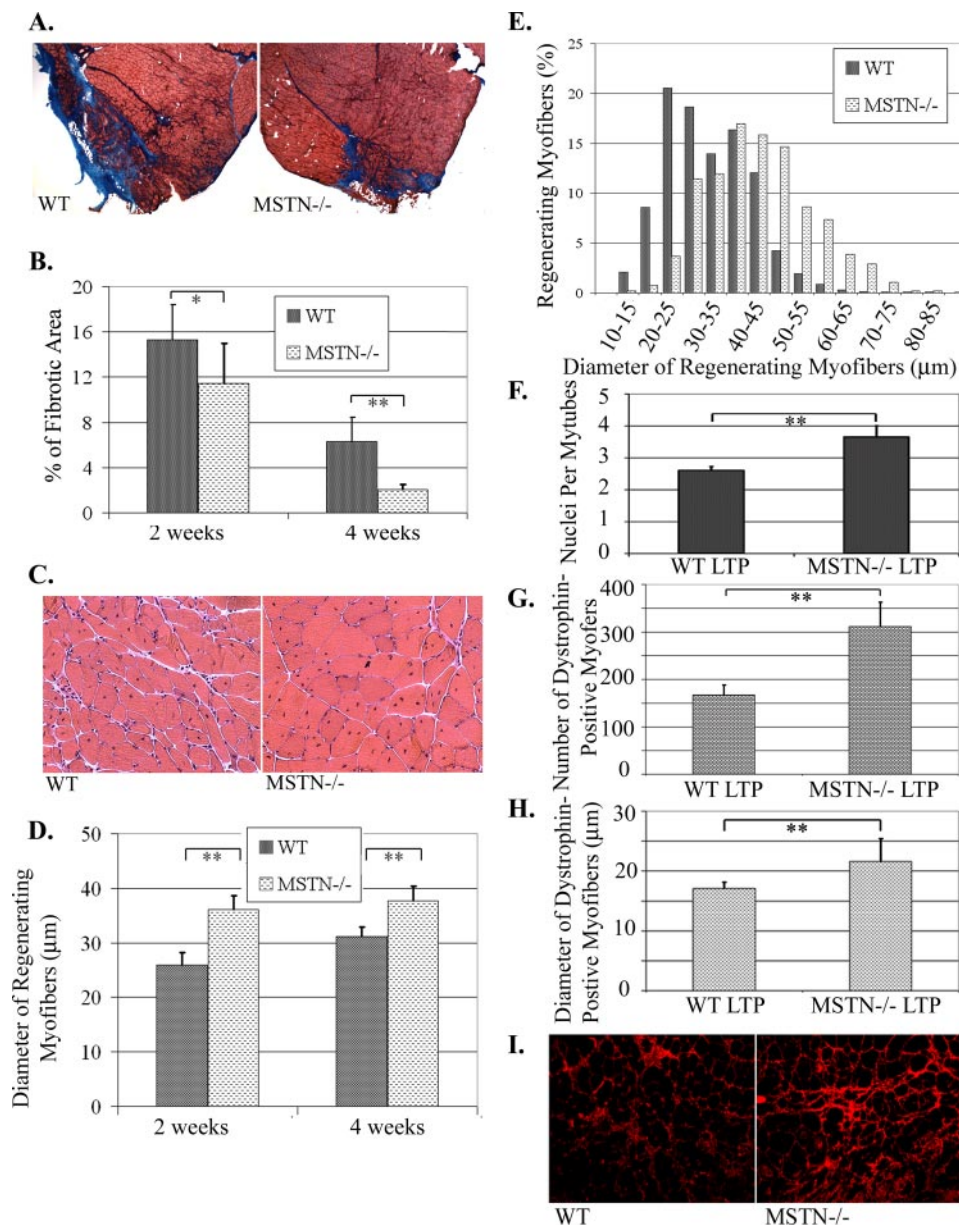 A.
WT
MSTN-/-
B.
% of Fibrotic Area
20
16
12
8
4
0
*
**
WT
MSTN-/-
2 weeks
4 weeks
C.
WT
MSTN-/-
D.
Diameter of Regenerating
Myofibers (μm)
50
40
30
20
10
0
**
**
WT
MSTN-/-
2 weeks
4 weeks
E.
Regenerating Myofibers (%)
25
20
15
10
5
0
WT
MSTN-/-
10-15
20-25
30-35
40-45
50-55
60-65
70-75
80-85
Diameter of Regenerating Myofibers (μm)
F.
Nuclei Per Mytubes
5
4
3
2
1
0
**
WT LTP
MSTN-/- LTP
G.
Number of Dystrophin-
Positive Myofers
300
200
100
0
**
WT LTP
MSTN-/- LTP
H.
Diameter of Dystrophin-
Postive Myofibers (μm)
30
20
10
0
**
WT LTP
MSTN-/- LTP
I.
WT
MSTN-/-